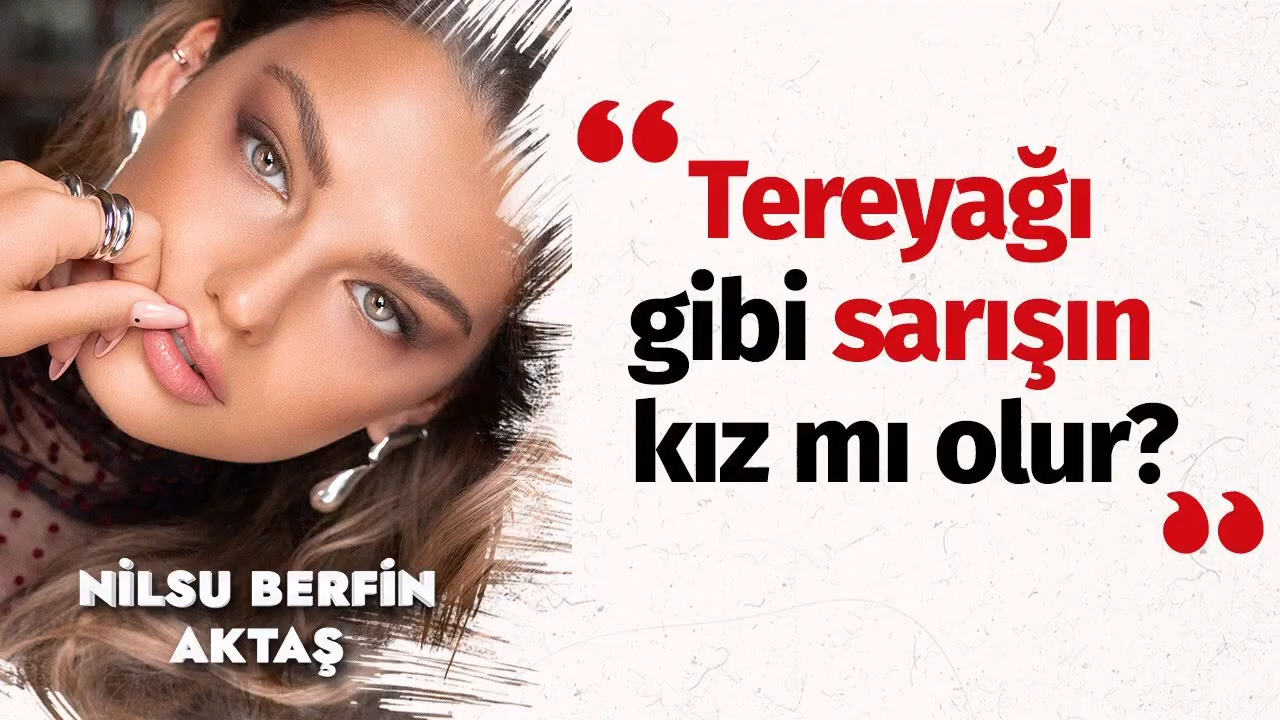 “Tereyağı
gibi sarışın
kız mı olur?”
NİLSU BERFİN
AKTAŞ